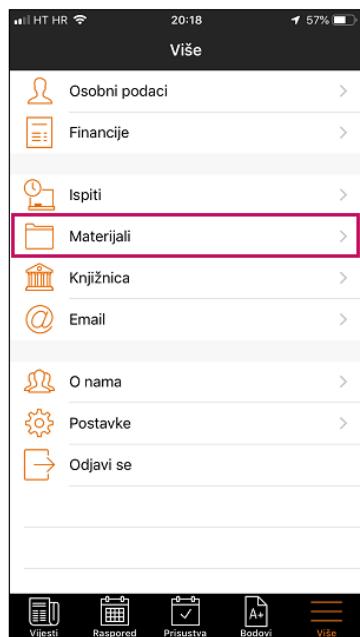 HT HR 20:18 57%
Više
Osobni podaci
Financije
Ispiti
Materijali
Knjižnica
Email
O nama
Postavke
Odjavi se
A+
Vijesti Raspored Prisustva Bodovi Više